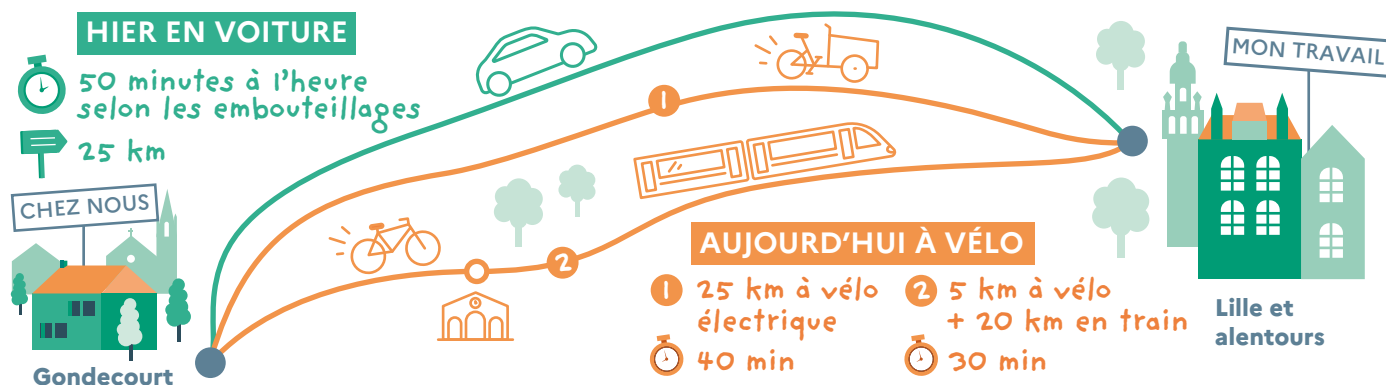 HIER EN VOITURE
50 minutes à l'heure
selon les embouteillages
25 km
CHEZ NOUS
Gondecourt
1
2
MON TRAVAIL
Lille et
alentours
AUJOURD'HUI À VÉLO
1 25 km à vélo
électrique
40 min
2 5 km à vélo
+ 20 km en train
30 min